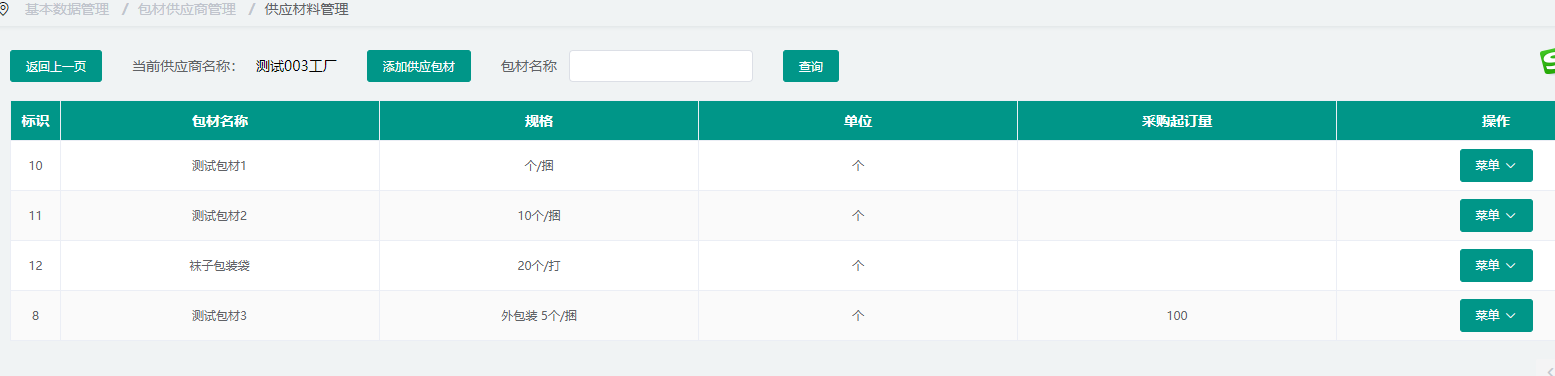 基本数据管理 / 包材供应商管理 / 供应材料管理
返回上一页 当前供应商名称： 测试003工厂 添加供应包材 包材名称 查询
标识 包材名称 规格 单位 采购起订量 操作
10 测试包材1 个/捆 个 菜单
11 测试包材2 10个/捆 个 菜单
12 袜子包装袋 20个/打 个 菜单
8 测试包材3 外包装 5个/捆 个 100 菜单